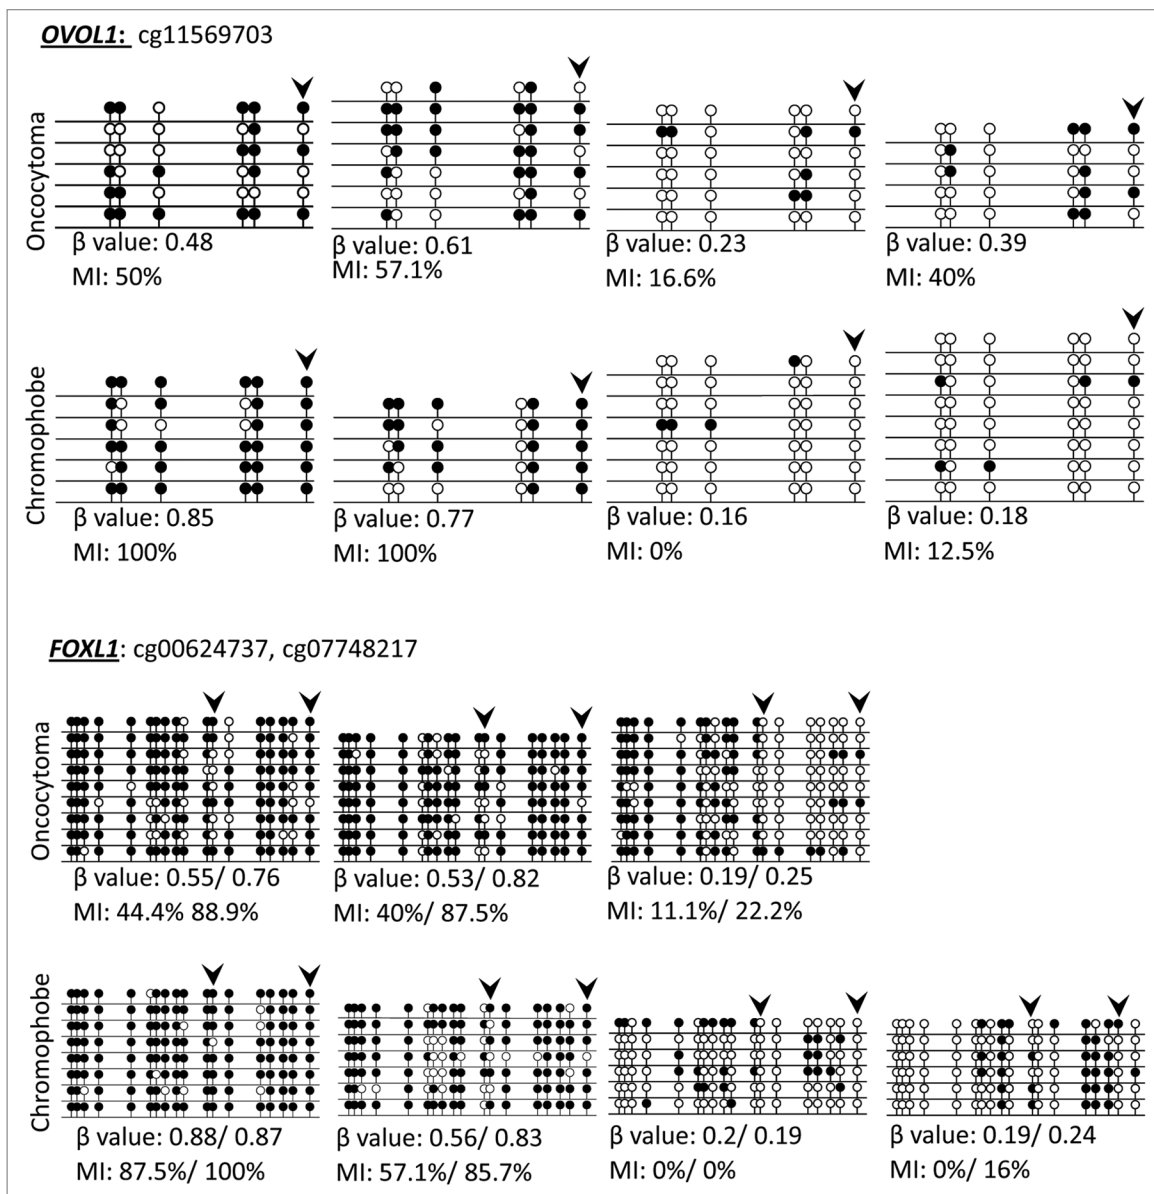 OVOL1: cg11569703
Oncocytoma
β value: 0.48
MI: 50%
β value: 0.61
MI: 57.1%
β value: 0.23
MI: 16.6%
β value: 0.39
MI: 40%
Chromophobe
β value: 0.85
MI: 100%
β value: 0.77
MI: 100%
β value: 0.16
MI: 0%
β value: 0.18
MI: 12.5%
FOXL1: cg00624737, cg07748217
Oncocytoma
β value: 0.55/ 0.76
MI: 44.4% 88.9%
β value: 0.53/ 0.82
MI: 40%/ 87.5%
β value: 0.19/ 0.25
MI: 11.1%/ 22.2%
Chromophobe
β value: 0.88/ 0.87
MI: 87.5%/ 100%
β value: 0.56/ 0.83
MI: 57.1%/ 85.7%
β value: 0.2/ 0.19
MI: 0%/ 0%
β value: 0.19/ 0.24
MI: 0%/ 16%